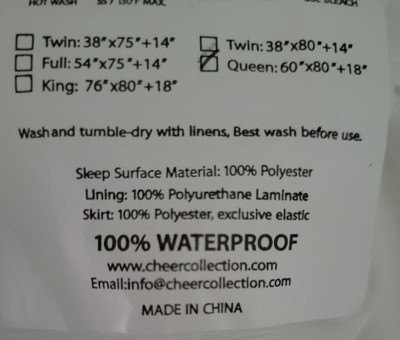 HOT WASH
Twin: 38"x75"+14" Twin: 38"x80"+14"
Full: 54"x75"+14" Queen: 60"x80"+18"
King: 76"x80"+18"
Wash and tumble-dry with linens, Best wash before use.
Sleep Surface Material: 100% Polyester
Lining: 100% Polyurethane Laminate
Skirt: 100% Polyester, exclusive elastic
100% WATERPROOF
www.cheercollection.com
Email:info@cheercollection.com
MADE IN CHINA